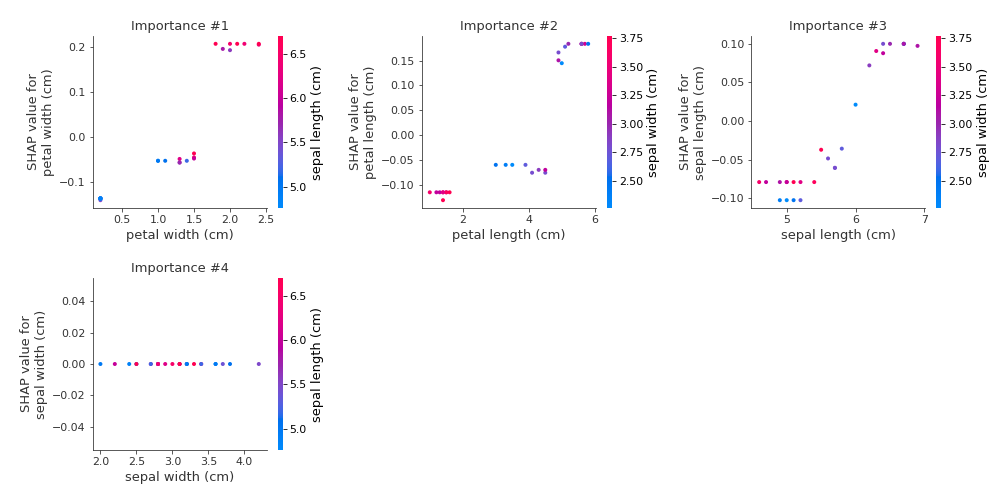 Importance #1
Importance #2
Importance #3
SHAP value for
petal width (cm)
0.2
0.1
0.0
−0.1
0.5
1.0
1.5
2.0
2.5
petal width (cm)
6.5
6.0
5.5
5.0
sepal length (cm)
SHAP value for
petal length (cm)
0.15
0.10
0.05
0.00
−0.05
−0.10
2
4
6
petal length (cm)
3.75
3.50
3.25
3.00
2.75
2.50
sepal width (cm)
SHAP value for
sepal length (cm)
0.10
0.05
0.00
−0.05
−0.10
5
6
7
sepal length (cm)
3.75
3.50
3.25
3.00
2.75
2.50
sepal width (cm)
Importance #4
SHAP value for
sepal width (cm)
0.04
0.02
0.00
−0.02
−0.04
2.0
2.5
3.0
3.5
4.0
sepal width (cm)
6.5
6.0
5.5
5.0
sepal length (cm)